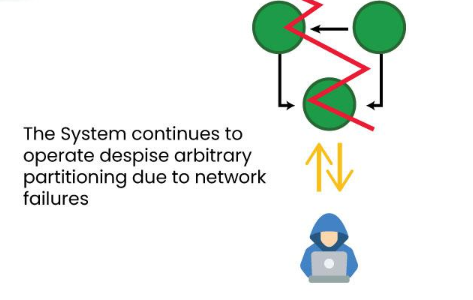 The System continues to
operate despise arbitrary
partitioning due to network
failures